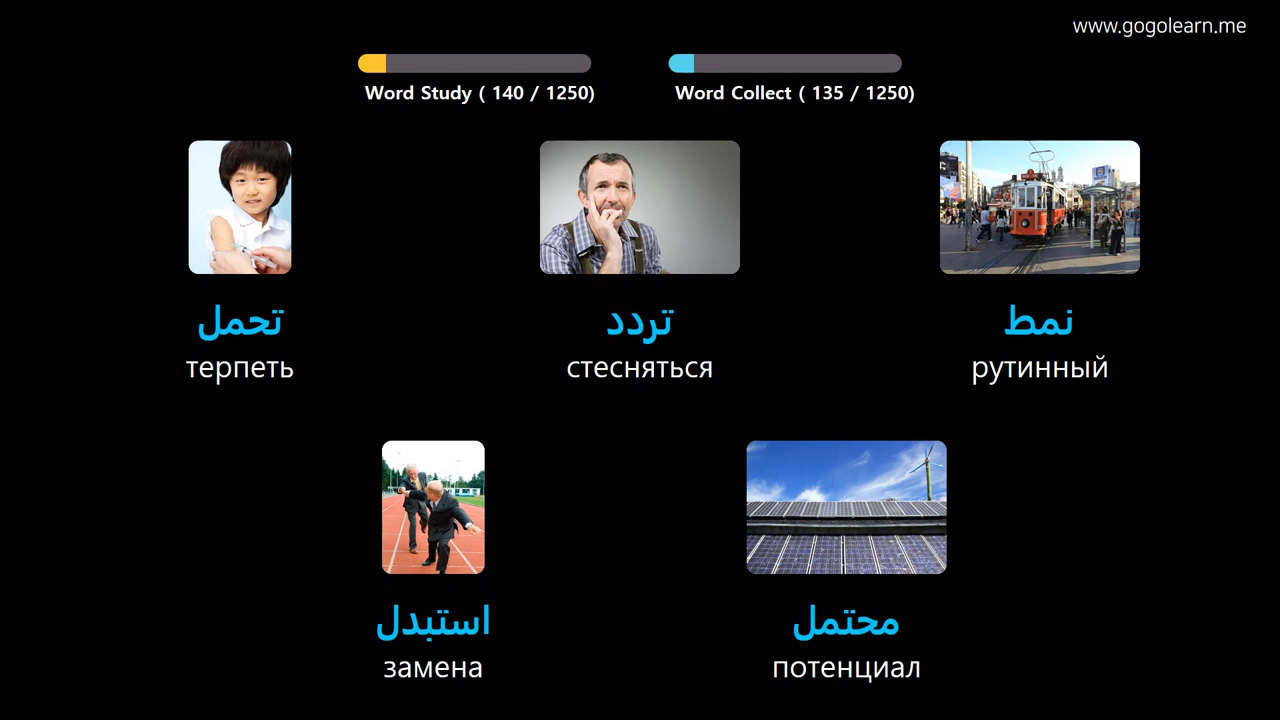 www.gogolearn.me
Word Study ( 140 / 1250)
Word Collect ( 135 / 1250)
تحمل
терпеть
تردد
стесняться
نمط
рутинный
استبدل
замена
محتمل
потенциал